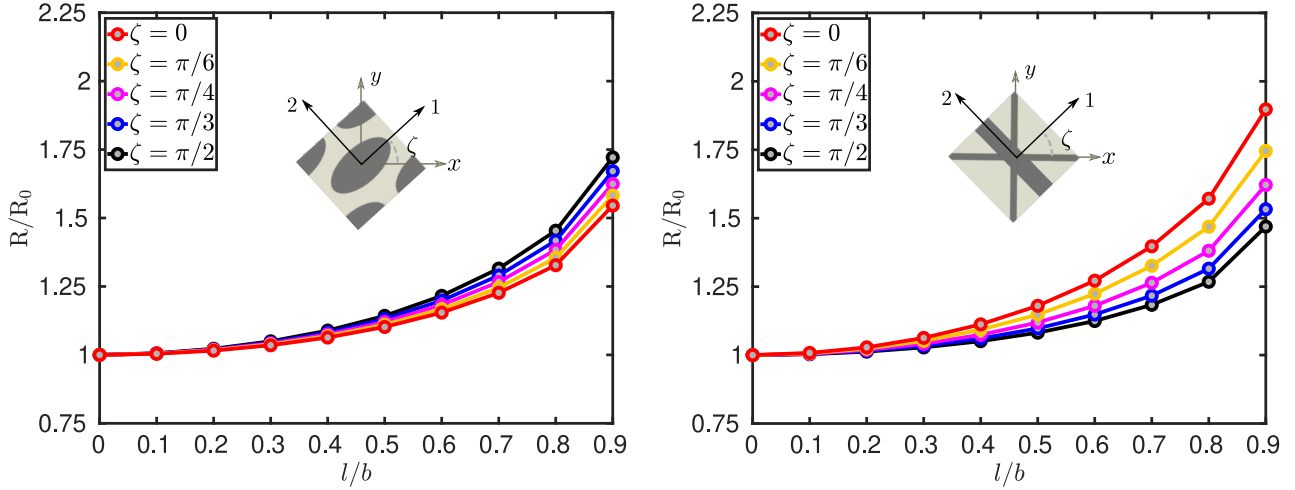 2.25
2
1.75
1.5
1.25
1
0.75
R/R₀
ζ = 0
ζ = π/6
ζ = π/4
ζ = π/3
ζ = π/2
y
2
1
ζ
x
0 0.1 0.2 0.3 0.4 0.5 0.6 0.7 0.8 0.9
l/b
2.25
2
1.75
1.5
1.25
1
0.75
R/R₀
ζ = 0
ζ = π/6
ζ = π/4
ζ = π/3
ζ = π/2
y
2
1
ζ
x
0 0.1 0.2 0.3 0.4 0.5 0.6 0.7 0.8 0.9
l/b